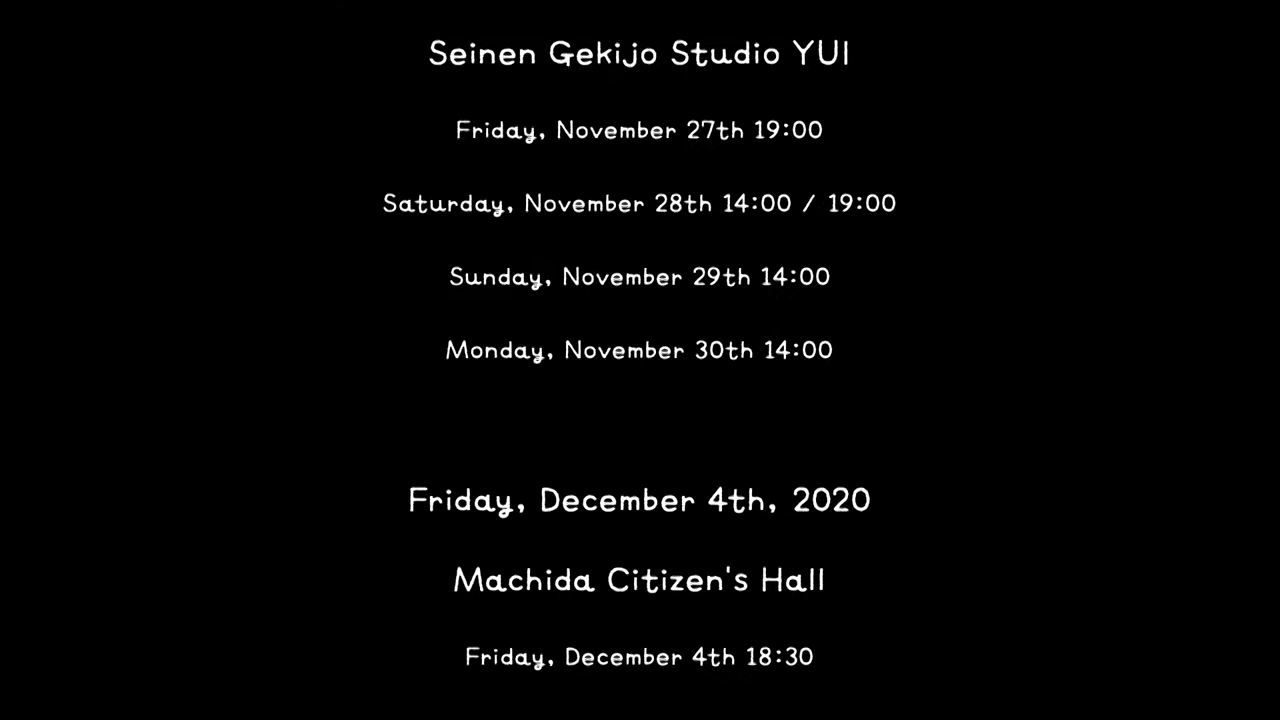 Seinen Gekijo Studio YUI
Friday, November 27th 19:00
Saturday, November 28th 14:00 / 19:00
Sunday, November 29th 14:00
Monday, November 30th 14:00
Friday, December 4th, 2020
Machida Citizen's Hall
Friday, December 4th 18:30